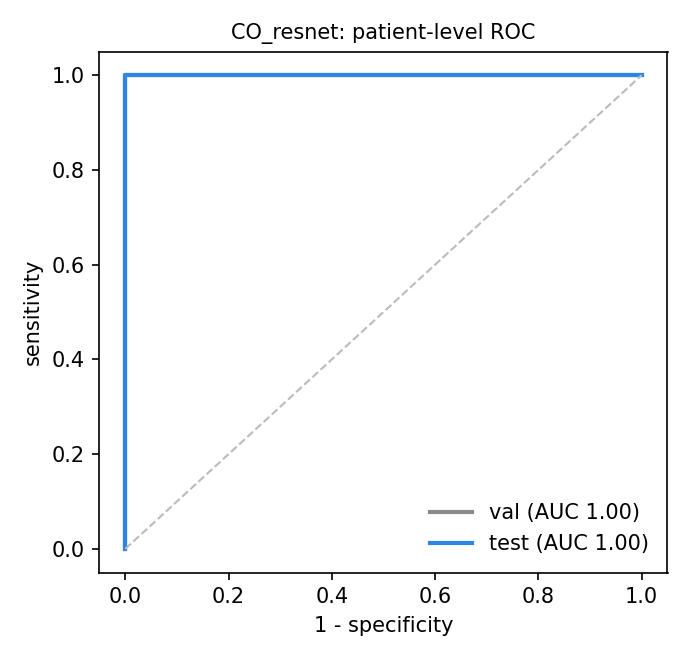 CO_resnet: patient-level ROC
1.0
0.8
0.6
0.4
0.2
0.0
sensitivity
val (AUC 1.00)
test (AUC 1.00)
0.0 0.2 0.4 0.6 0.8 1.0
1 - specificity